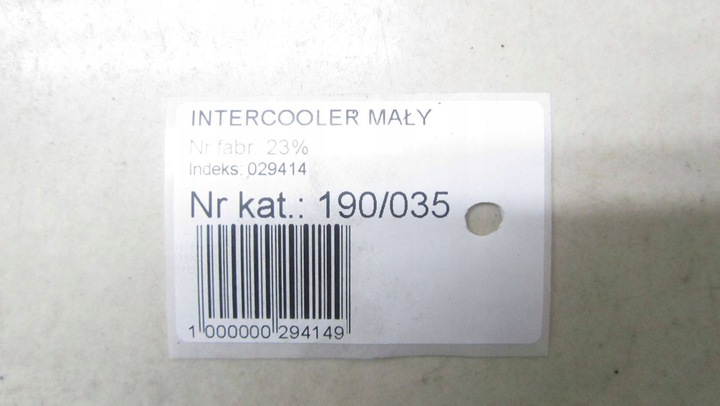 INTERCOOLER MAŁY
Nr fabr. 23%
Indeks: 029414
Nr kat.: 190/035
1 000000 294149